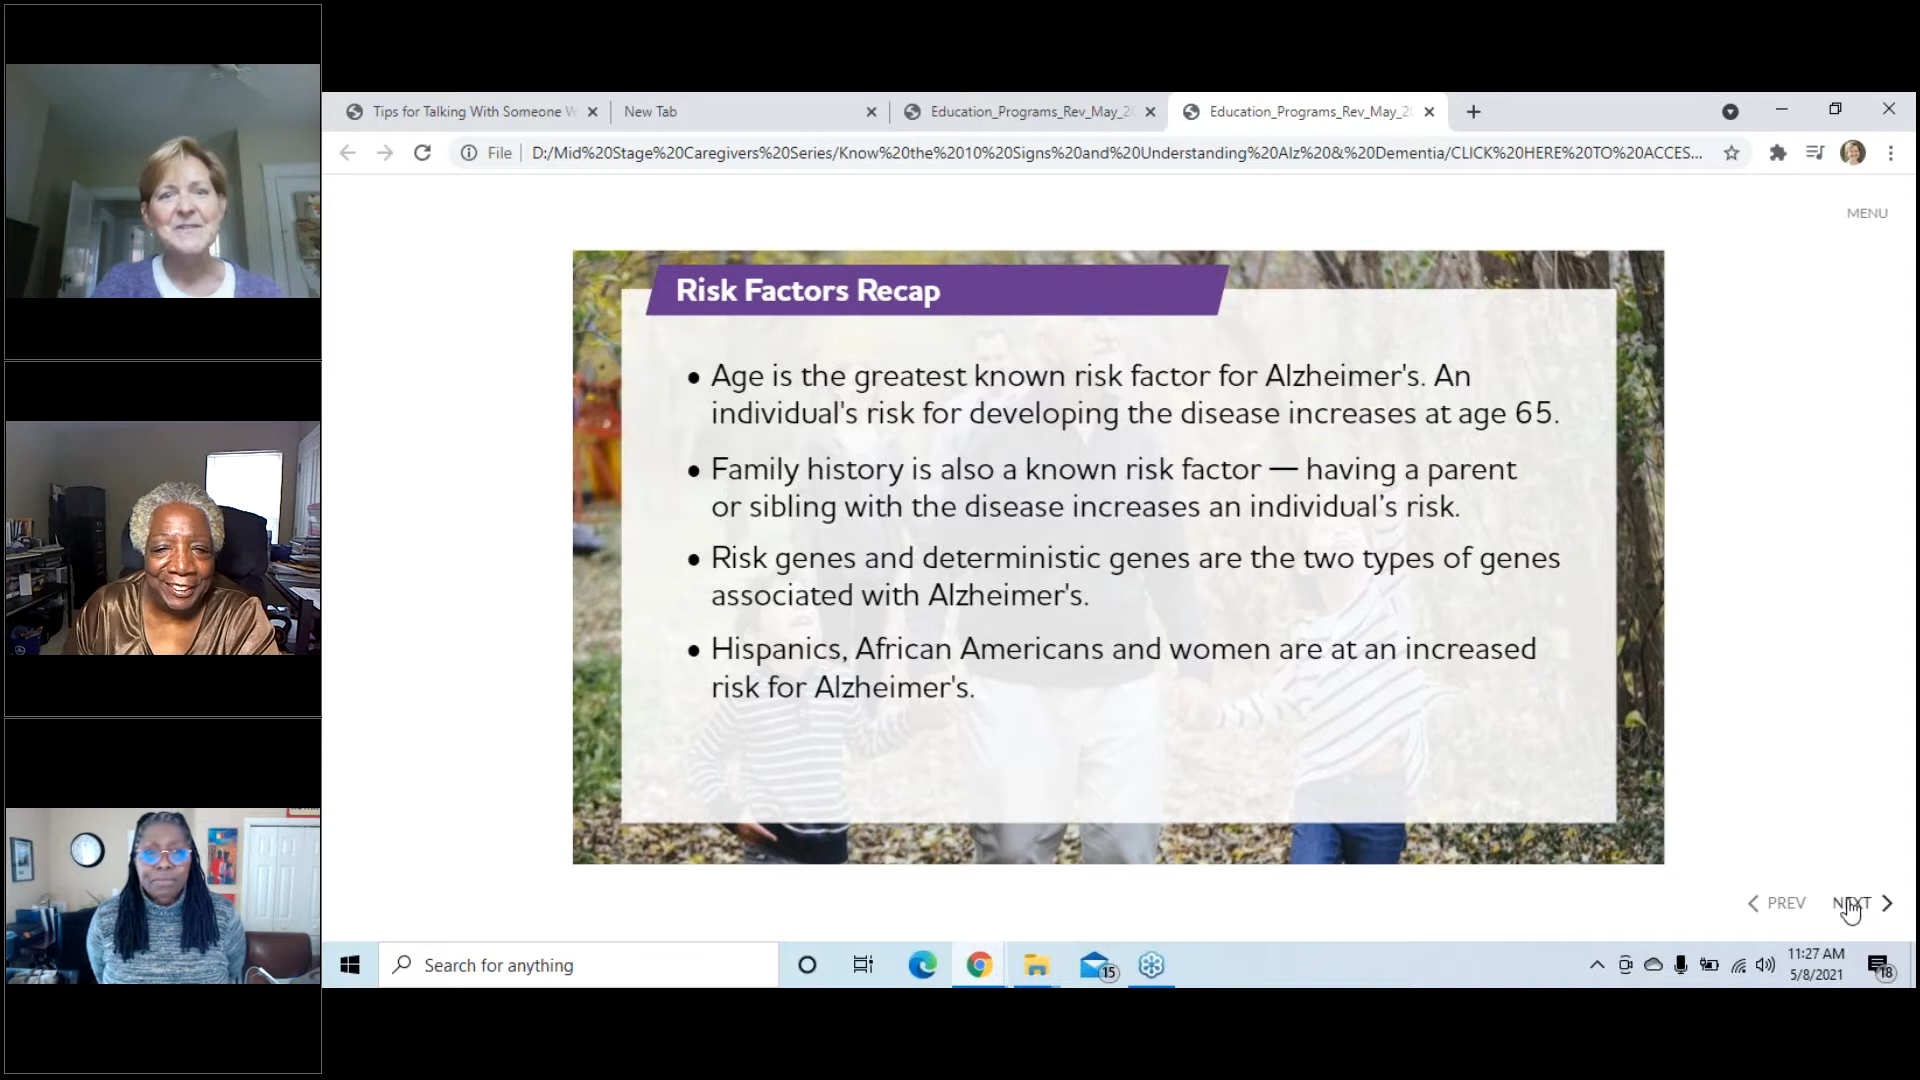 Tips for Talking With Someone W
New Tab
Education_Programs_Rev_May_20
Education_Programs_Rev_May_20
File
D:/Mid%20Stage%20Caregivers%20Series/Know%20the%2010%20Signs%20and%20Understanding%20Alz%20&%20Dementia/CLICK%20HERE%20TO%20ACCES...
MENU
Risk Factors Recap
• Age is the greatest known risk factor for Alzheimer's. An
individual's risk for developing the disease increases at age 65.
• Family history is also a known risk factor — having a parent
or sibling with the disease increases an individual’s risk.
• Risk genes and deterministic genes are the two types of genes
associated with Alzheimer's.
• Hispanics, African Americans and women are at an increased
risk for Alzheimer's.
PREV
NEXT
Search for anything
15
11:27 AM
5/8/2021
18